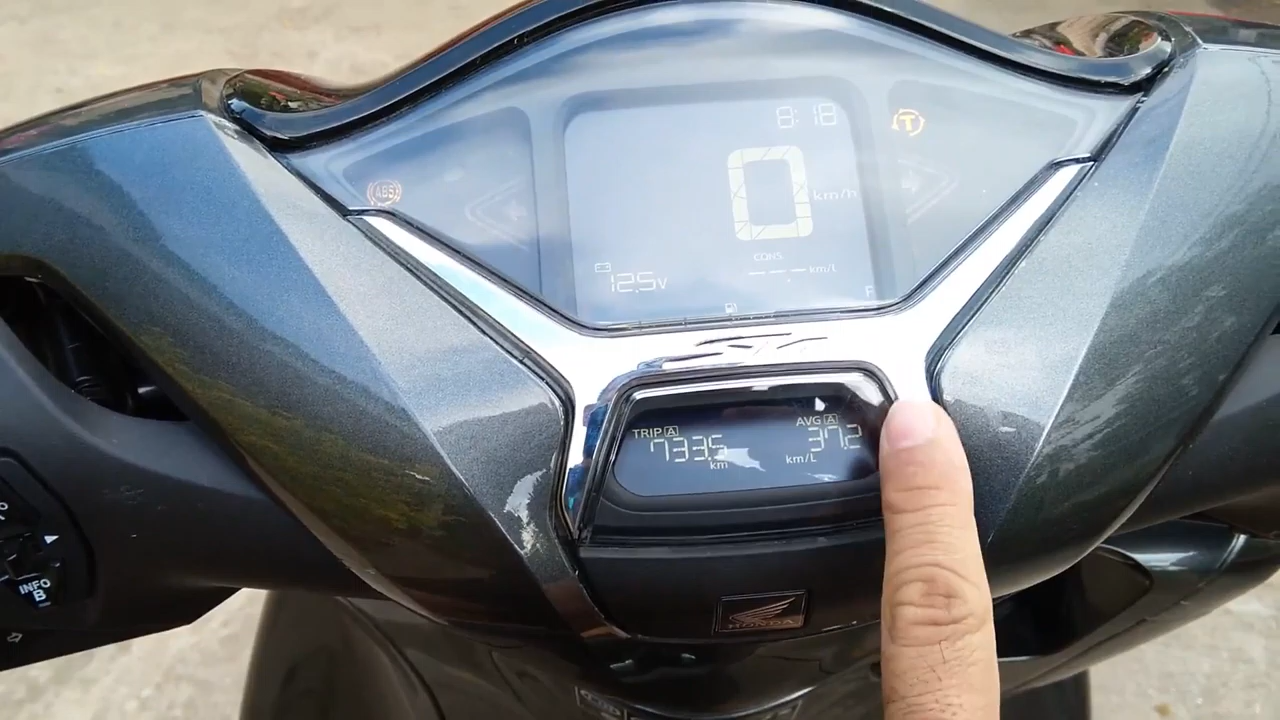 8:18
T
ABS
0 km/h
CONS
--- km/L
12.5V
F
TRIP A AVG A
733.5 km 37.2 km/L
INFO
B
HONDA